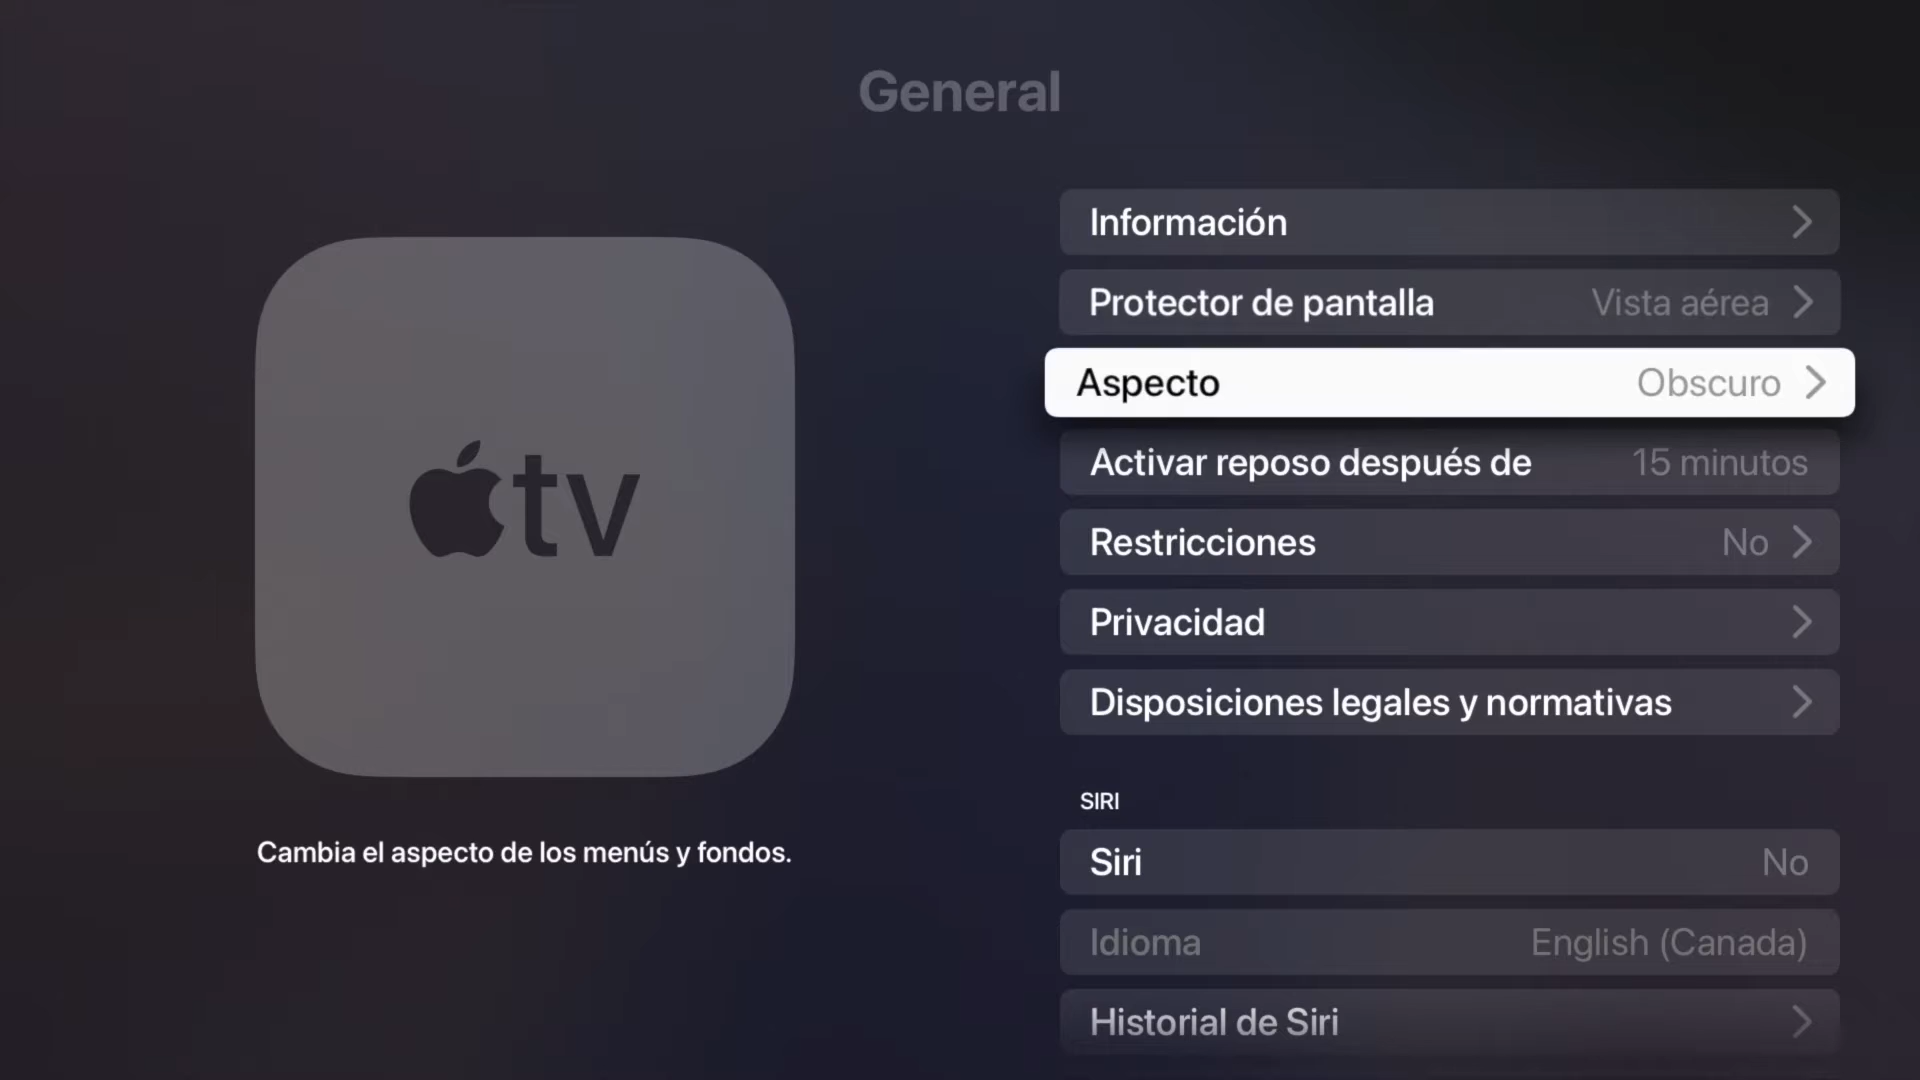 General
Información
Protector de pantalla Vista aérea
Aspecto Obscuro
Activar reposo después de 15 minutos
Restricciones No
Privacidad
Disposiciones legales y normativas
SIRI
Siri No
Idioma English (Canada)
Historial de Siri
tv
Cambia el aspecto de los menús y fondos.